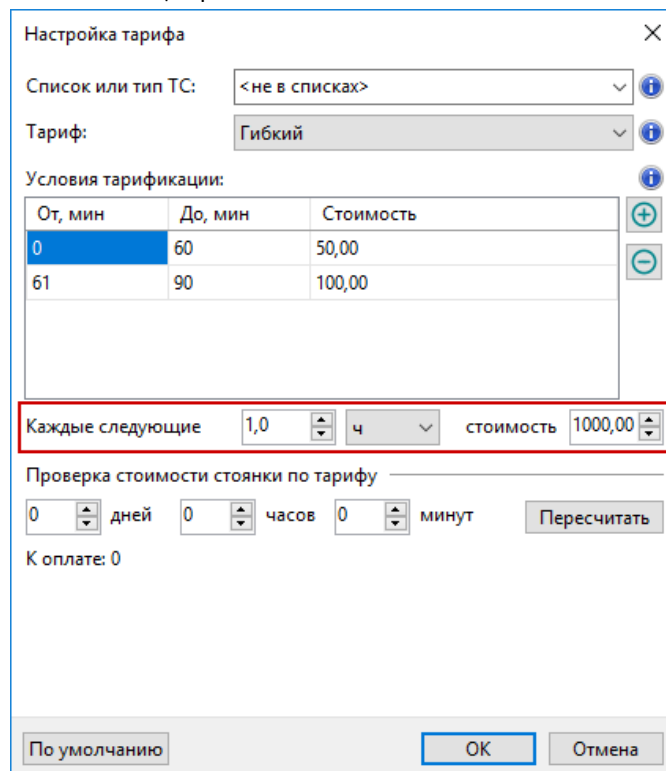 Настройка тарифа
Список или тип ТС: <не в списках>
Тариф: Гибкий
Условия тарификации:
От, мин До, мин Стоимость
0 60 50,00
61 90 100,00
Каждые следующие 1,0 ч стоимость 1000,00
Проверка стоимости стоянки по тарифу
0 дней 0 часов 0 минут Пересчитать
К оплате: 0
По умолчанию OK Отмена